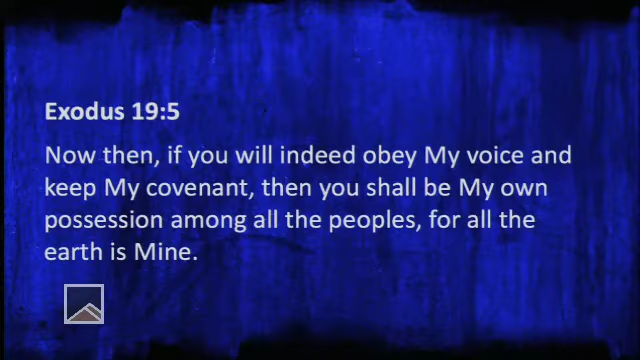 Exodus 19:5
Now then, if you will indeed obey My voice and
keep My covenant, then you shall be My own
possession among all the peoples, for all the
earth is Mine.